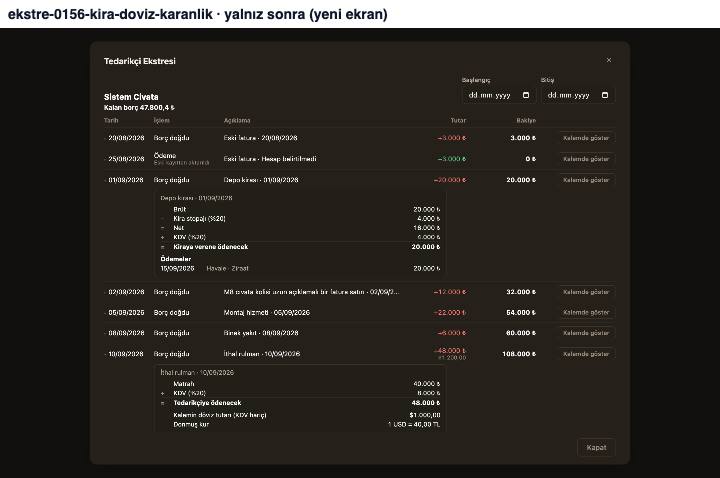 ekstre-0156-kira-doviz-karanlik · yalnız sonra (yeni ekran)
Tedarikçi Ekstresi ×
Başlangıç Bitiş
Sistem Civata dd.mm.yyyy dd.mm.yyyy
Kalan borç 47.800,4 ₺
Tarih İşlem Açıklama Tutar Bakiye
20/08/2026 Borç doğdu Eski fatura · 20/08/2026 +3.000 ₺ 3.000 ₺ Kalemde göster
25/08/2026 Ödeme Eski fatura · Hesap belirtilmedi −3.000 ₺ 0 ₺ Kalemde göster
Eski kayıttan aktarıldı
01/09/2026 Borç doğdu Depo kirası · 01/09/2026 +20.000 ₺ 20.000 ₺ Kalemde göster
Depo kirası · 01/09/2026
Brüt 20.000 ₺
− Kira stopajı (%20) 4.000 ₺
= Net 16.000 ₺
+ KDV (%20) 4.000 ₺
= Kiraya verene ödenecek 20.000 ₺
Ödemeler
15/09/2026 Havale · Ziraat 20.000 ₺
02/09/2026 Borç doğdu M8 civata kolisi uzun açıklamalı bir fatura satırı · 02/09/2... +12.000 ₺ 32.000 ₺ Kalemde göster
05/09/2026 Borç doğdu Montaj hizmeti · 05/09/2026 +22.000 ₺ 54.000 ₺ Kalemde göster
08/09/2026 Borç doğdu Binek yakıt · 08/09/2026 +6.000 ₺ 60.000 ₺ Kalemde göster
10/09/2026 Borç doğdu İthal rulman · 10/09/2026 +48.000 ₺ 108.000 ₺ Kalemde göster
İthal rulman · 10/09/2026
Matrah 40.000 ₺
+ KDV (%20) 8.000 ₺
= Tedarikçiye ödenecek 48.000 ₺
Kalemin döviz tutarı (KDV hariç) $1.000,00
Donmuş kur 1 USD = 40,00 TL
Kapat